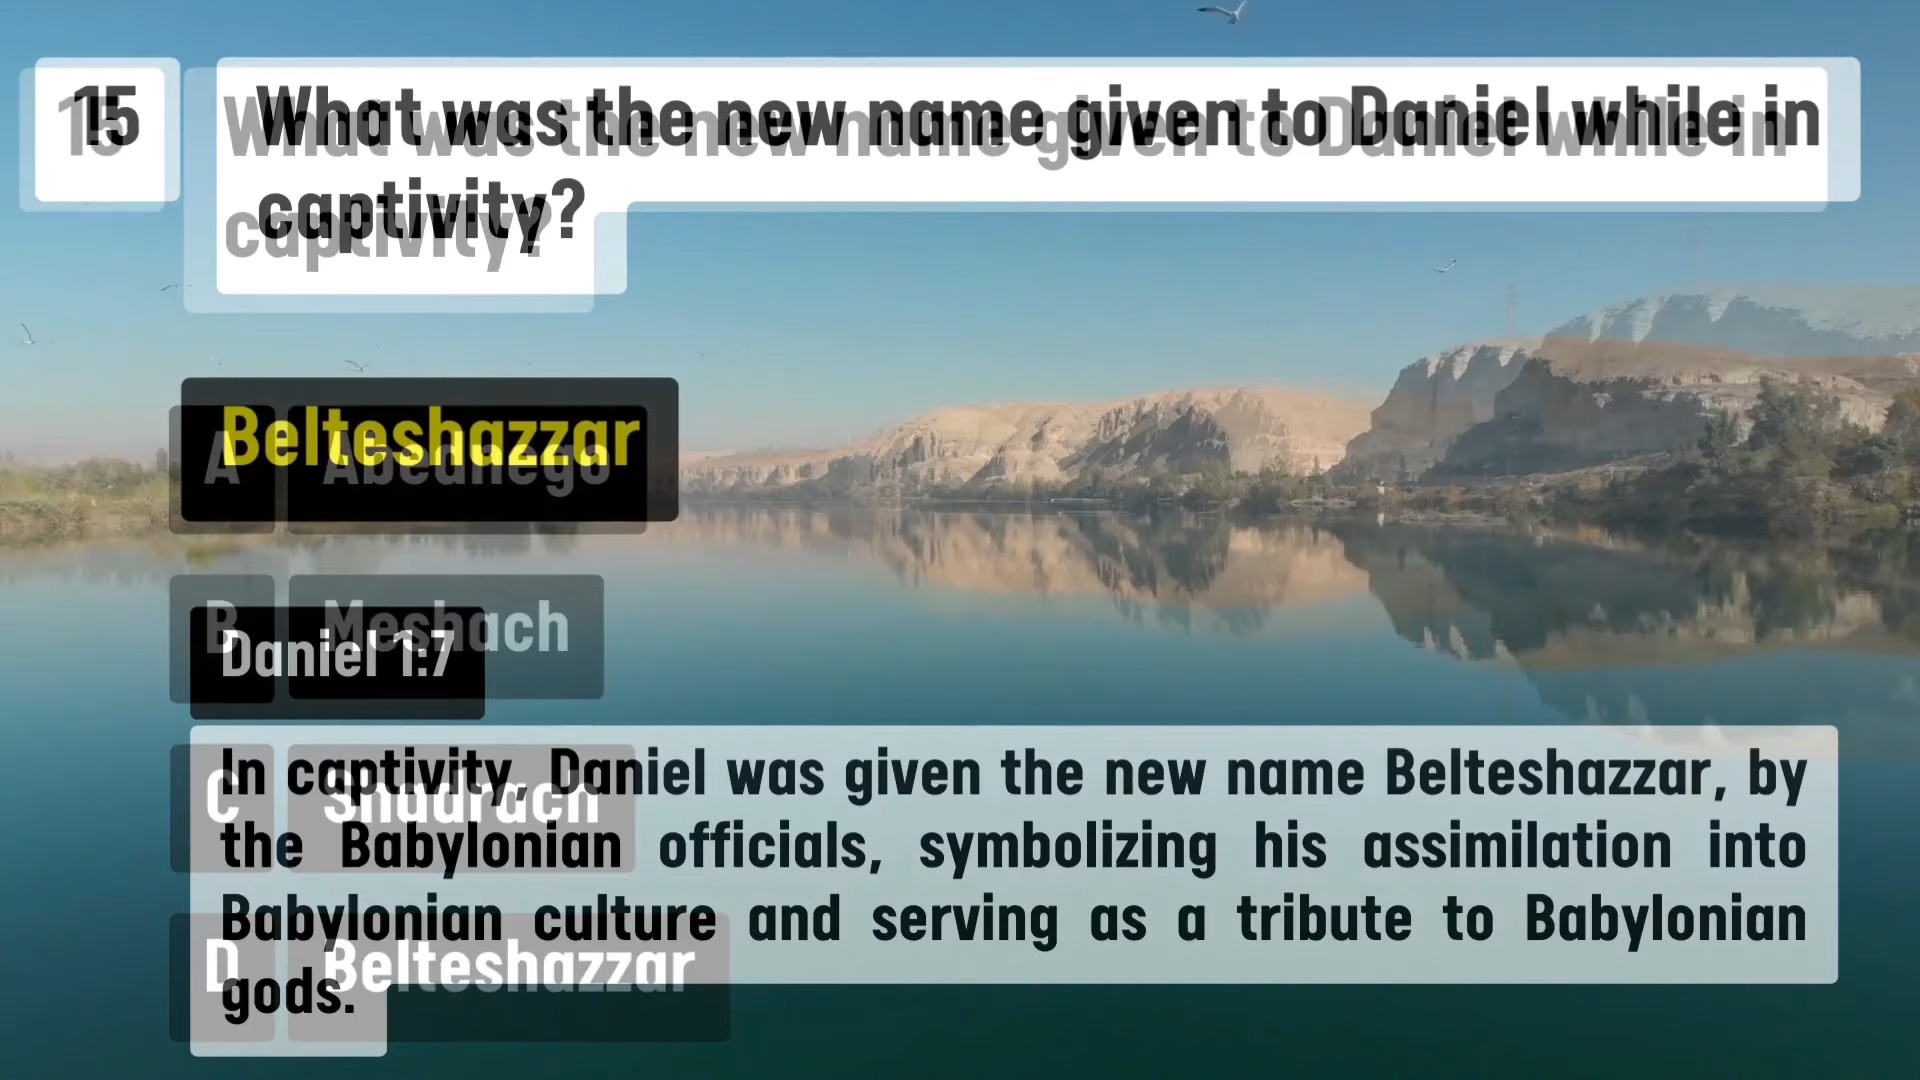 15
What was the new name given to Daniel while in
captivity?
Belteshazzar
A Abednego
B Meshach
Daniel 1:7
C Shadrach
In captivity, Daniel was given the new name Belteshazzar, by
the Babylonian officials, symbolizing his assimilation into
Babylonian culture and serving as a tribute to Babylonian
gods.
D Belteshazzar